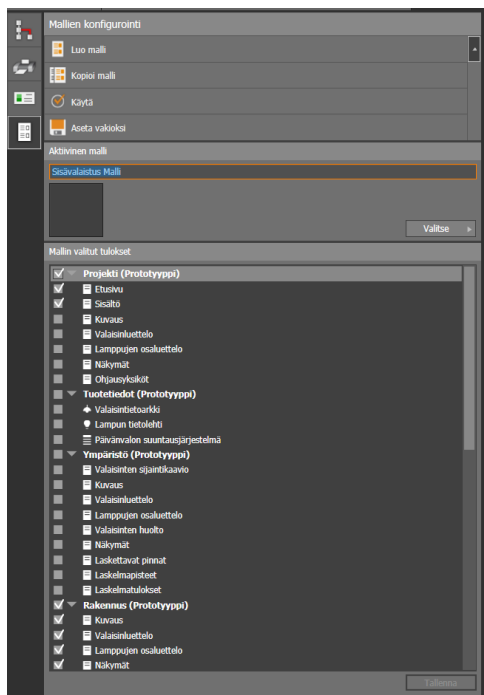 Mallien konfigurointi
Luo malli
Kopioi malli
Käytä
Aseta vakioksi
Aktiivinen malli
Sisävalaistus Malli
Valitse
Mallin valitut tulokset
Projekti (Prototyyppi)
Etusivu
Sisältö
Kuvaus
Valaisinluettelo
Lamppujen osaluettelo
Näkymät
Ohjausyksiköt
Tuotetiedot (Prototyyppi)
Valaisintietoarkki
Lampun tietolehti
Päivänvalon suuntausjärjestelmä
Ympäristö (Prototyyppi)
Valaisinten sijaintikaavio
Kuvaus
Valaisinluettelo
Lamppujen osaluettelo
Valaisinten huolto
Näkymät
Laskettavat pinnat
Laskelmapisteet
Laskelmatulokset
Rakennus (Prototyyppi)
Kuvaus
Valaisinluettelo
Lamppujen osaluettelo
Näkymät
Tallenna